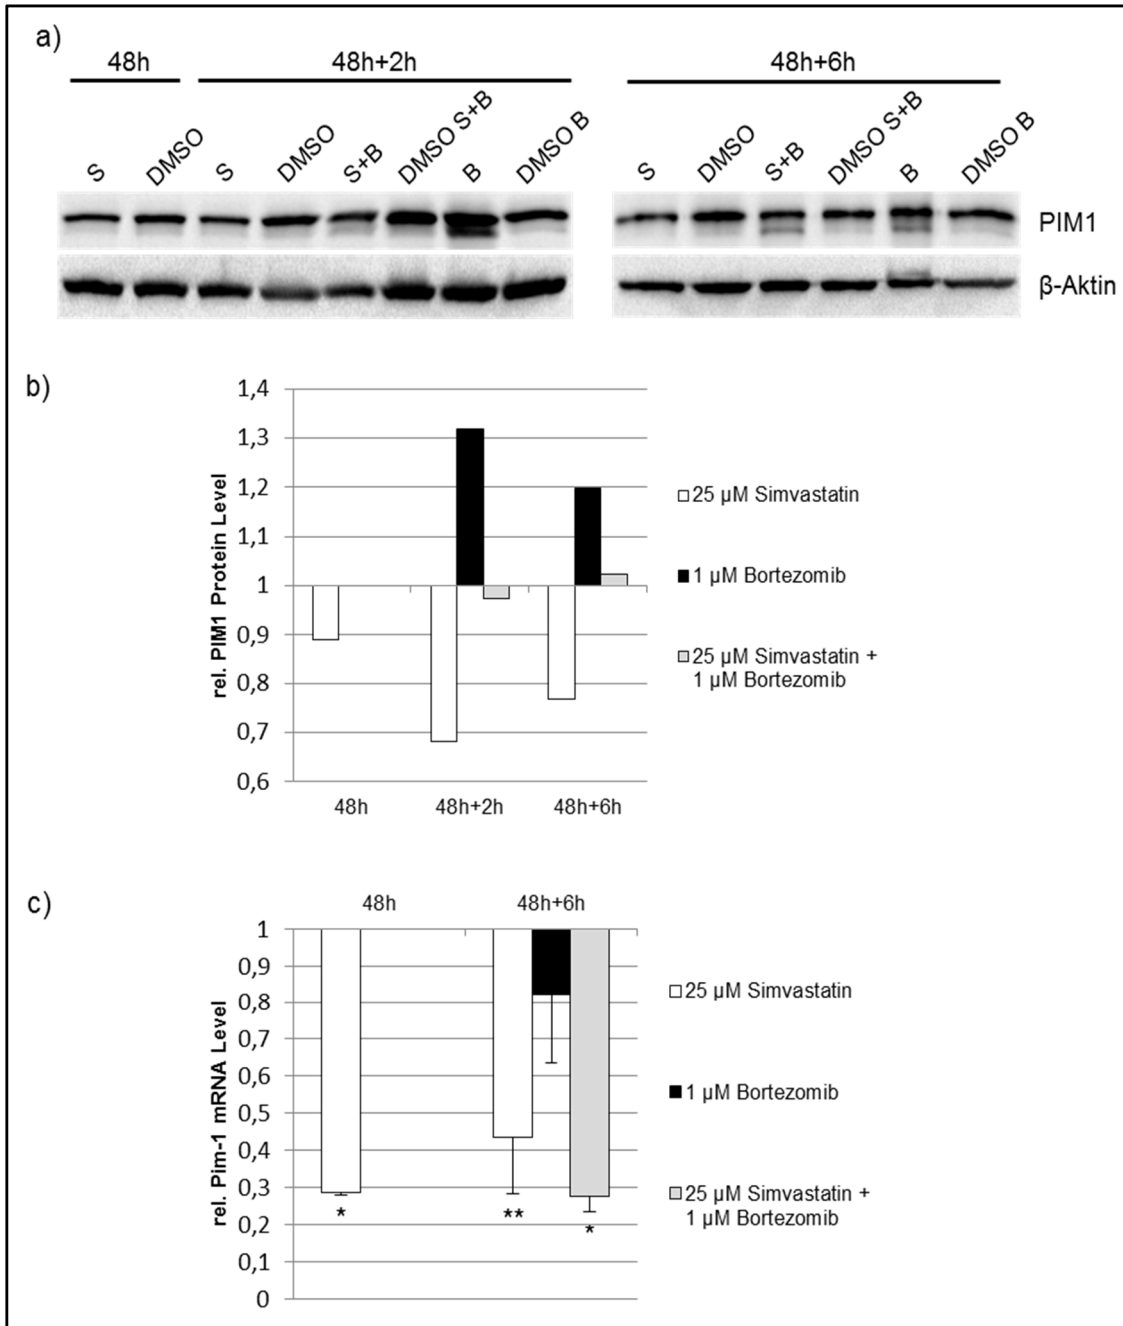 a)
48h
48h+2h
48h+6h
S
DMSO
S
DMSO
S+B
DMSO S+B
B
DMSO B
S
DMSO
S+B
DMSO S+B
B
DMSO B
PIM1
β-Aktin
b)
rel. PIM1 Protein Level
1,4
1,3
1,2
1,1
1
0,9
0,8
0,7
0,6
48h
48h+2h
48h+6h
25 µM Simvastatin
1 µM Bortezomib
25 µM Simvastatin +
1 µM Bortezomib
c)
48h
48h+6h
rel. Pim-1 mRNA Level
1
0,9
0,8
0,7
0,6
0,5
0,4
0,3
0,2
0,1
0
*
**
*
25 µM Simvastatin
1 µM Bortezomib
25 µM Simvastatin +
1 µM Bortezomib